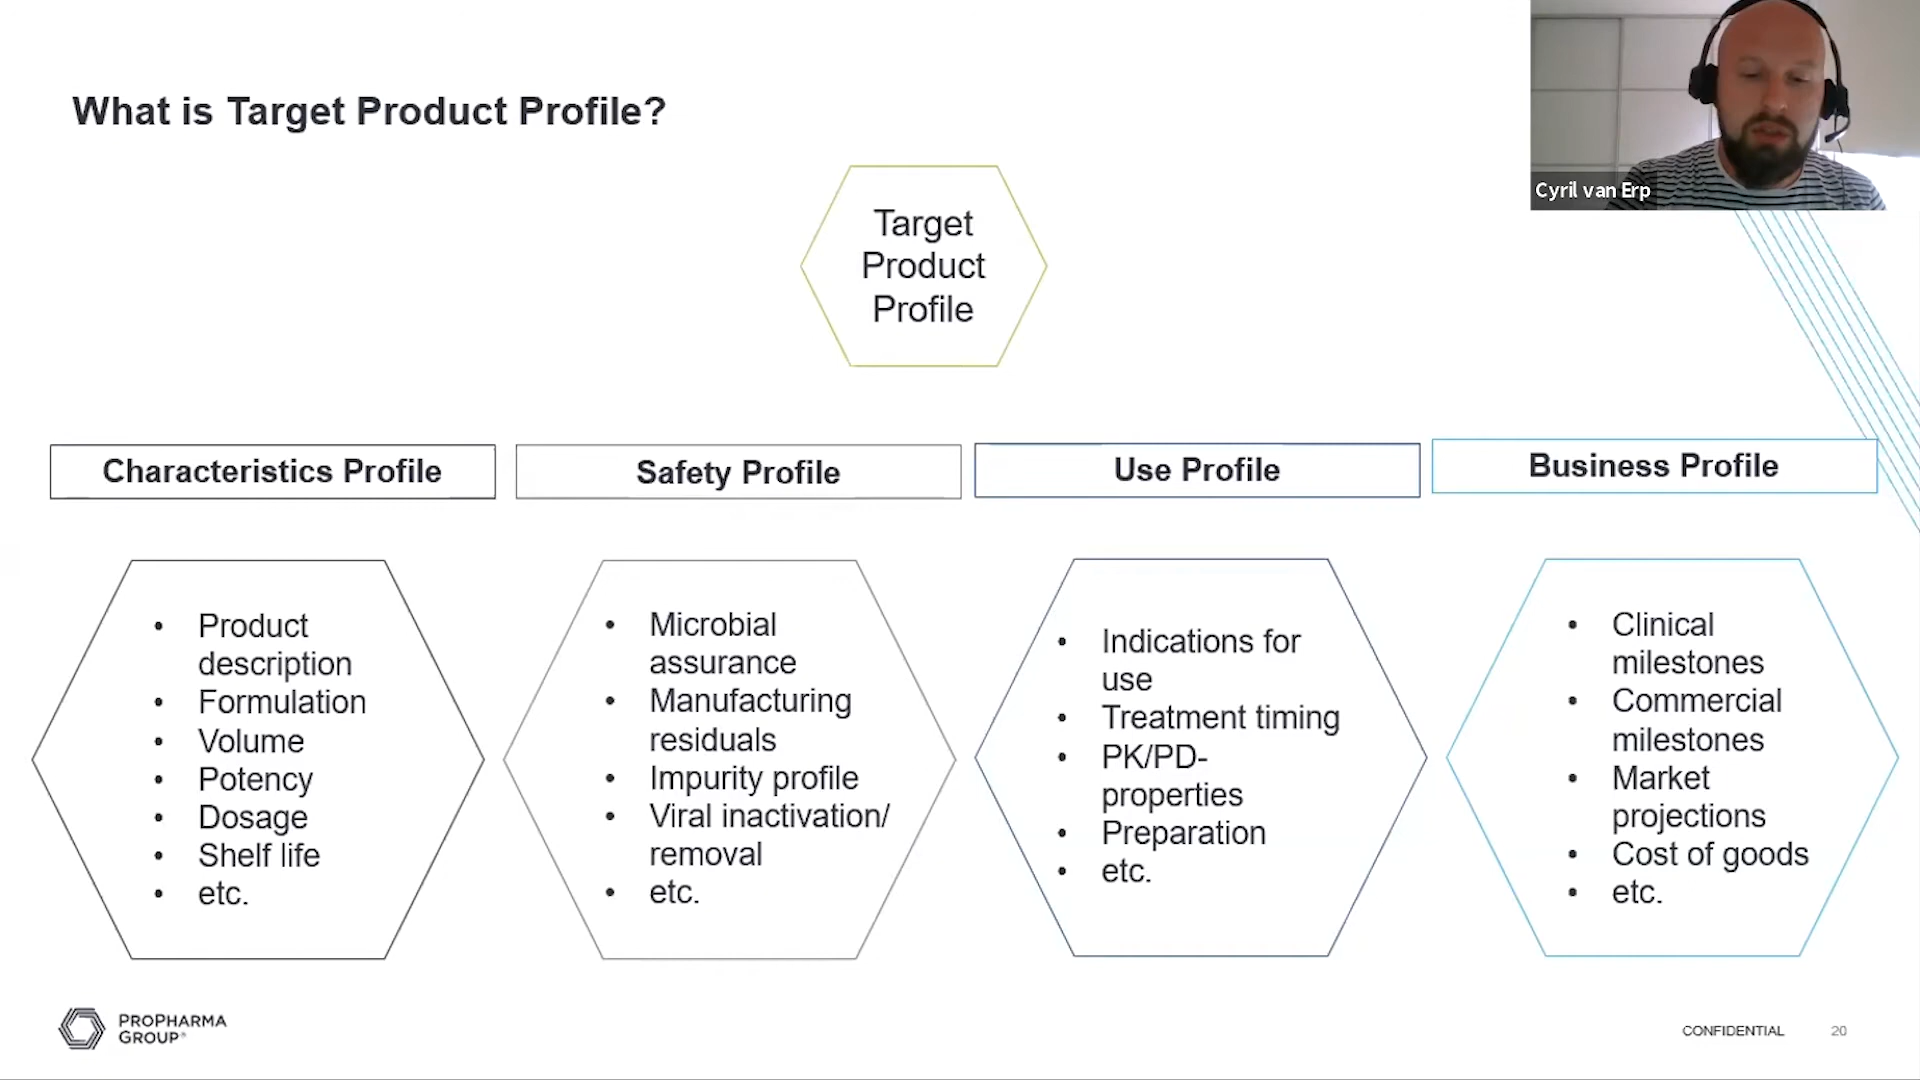 What is Target Product Profile?
Cyril van Erp
Target
Product
Profile
Characteristics Profile
• Product
description
• Formulation
• Volume
• Potency
• Dosage
• Shelf life
• etc.
Safety Profile
• Microbial
assurance
• Manufacturing
residuals
• Impurity profile
• Viral inactivation/
removal
• etc.
Use Profile
• Indications for
use
• Treatment timing
• PK/PD-
properties
• Preparation
• etc.
Business Profile
• Clinical
milestones
• Commercial
milestones
• Market
projections
• Cost of goods
• etc.
PROPHARMA
GROUP®
CONFIDENTIAL 20